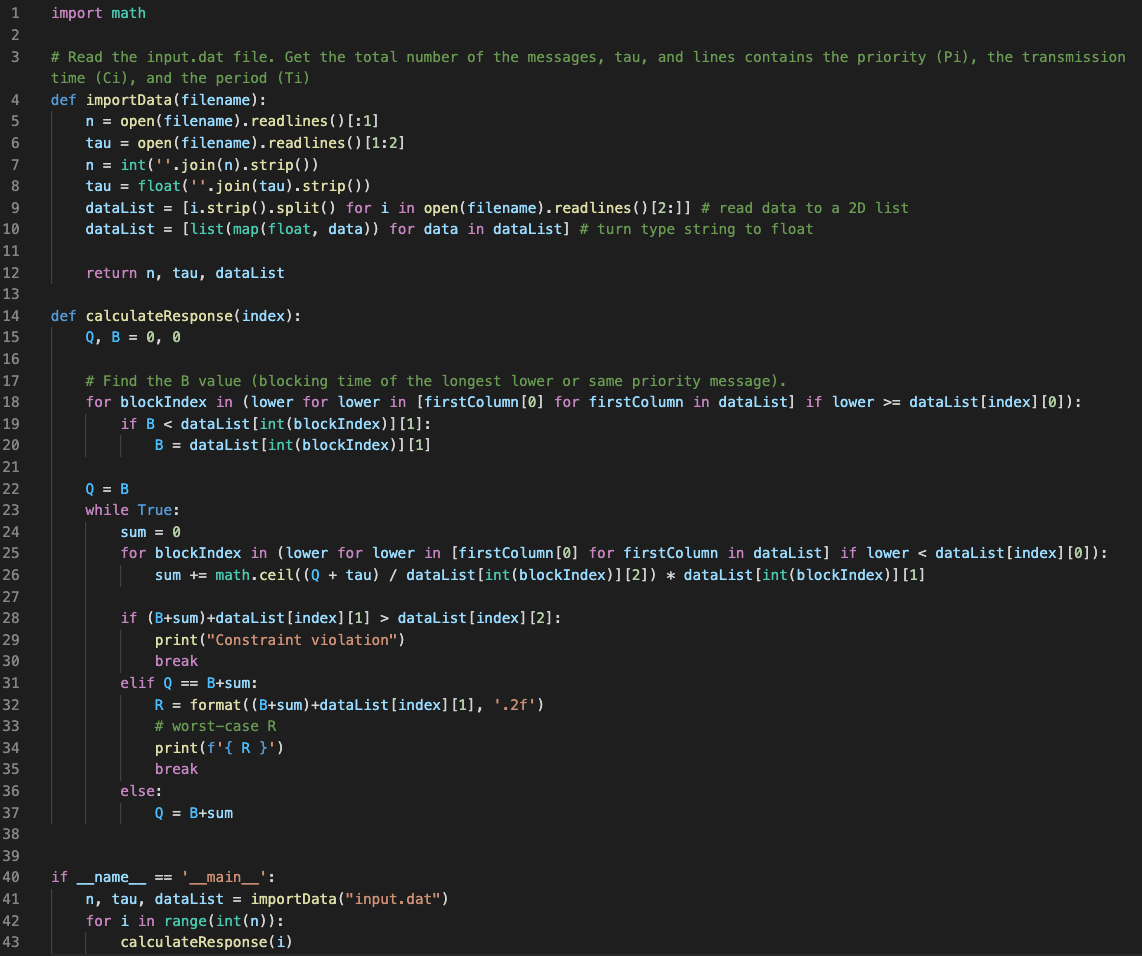 1 import math
2
3 # Read the input.dat file. Get the total number of the messages, tau, and lines contains the priority (Pi), the transmission
time (Ci), and the period (Ti)
4 def importData(filename):
5     n = open(filename).readlines()[:1]
6     tau = open(filename).readlines()[1:2]
7     n = int(''.join(n).strip())
8     tau = float(''.join(tau).strip())
9     dataList = [i.strip().split() for i in open(filename).readlines()[2:]] # read data to a 2D list
10     dataList = [list(map(float, data)) for data in dataList] # turn type string to float
11
12     return n, tau, dataList
13
14 def calculateResponse(index):
15     Q, B = 0, 0
16
17     # Find the B value (blocking time of the longest lower or same priority message).
18     for blockIndex in (lower for lower in [firstColumn[0] for firstColumn in dataList] if lower >= dataList[index][0]):
19         if B < dataList[int(blockIndex)][1]:
20             B = dataList[int(blockIndex)][1]
21
22     Q = B
23     while True:
24         sum = 0
25         for blockIndex in (lower for lower in [firstColumn[0] for firstColumn in dataList] if lower < dataList[index][0]):
26             sum += math.ceil((Q + tau) / dataList[int(blockIndex)][2]) * dataList[int(blockIndex)][1]
27
28         if (B+sum)+dataList[index][1] > dataList[index][2]:
29             print("Constraint violation")
30             break
31         elif Q == B+sum:
32             R = format((B+sum)+dataList[index][1], '.2f')
33             # worst-case R
34             print(f'{ R }')
35             break
36         else:
37             Q = B+sum
38
39
40 if __name__ == '__main__':
41     n, tau, dataList = importData("input.dat")
42     for i in range(int(n)):
43         calculateResponse(i)